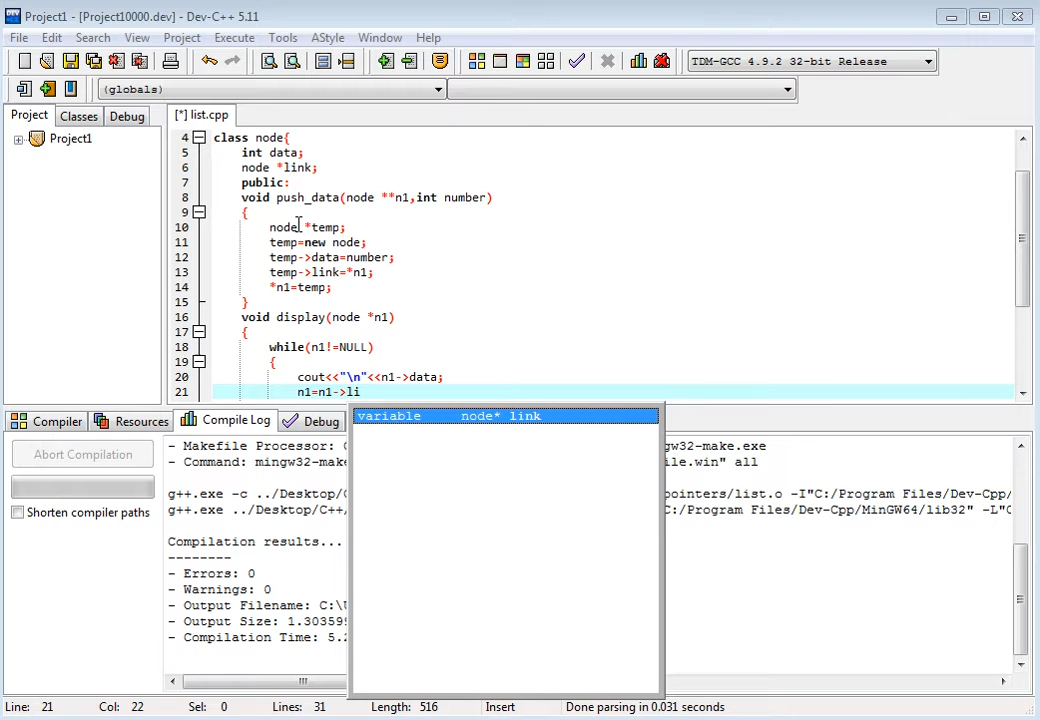 Project1 - [Project10000.dev] - Dev-C++ 5.11
File Edit Search View Project Execute Tools AStyle Window Help
TDM-GCC 4.9.2 32-bit Release
(globals)
Project Classes Debug
[*] list.cpp
Project1
4 class node{
5 int data;
6 node *link;
7 public:
8 void push_data(node **n1,int number)
9 {
10 node *temp;
11 temp=new node;
12 temp->data=number;
13 temp->link=*n1;
14 *n1=temp;
15 }
16 void display(node *n1)
17 {
18 while(n1!=NULL)
19 {
20 cout<<"\n"<<n1->data;
21 n1=n1->li
variable node* link
Compiler Resources Compile Log Debug
Abort Compilation
Shorten compiler paths
- Makefile Processor: C
gw32-make.exe
- Command: mingw32-make
ile.win" all
g++.exe -c ../Desktop/C
pointers/list.o -I"C:/Program Files/Dev-Cpp/
g++.exe ../Desktop/C++/
C:/Program Files/Dev-Cpp/MinGW64/lib32" -L"C
Compilation results...
--------
- Errors: 0
- Warnings: 0
- Output Filename: C:\U
- Output Size: 1.303599
- Compilation Time: 5.2
Line: 21 Col: 22 Sel: 0 Lines: 31 Length: 516 Insert Done parsing in 0.031 seconds